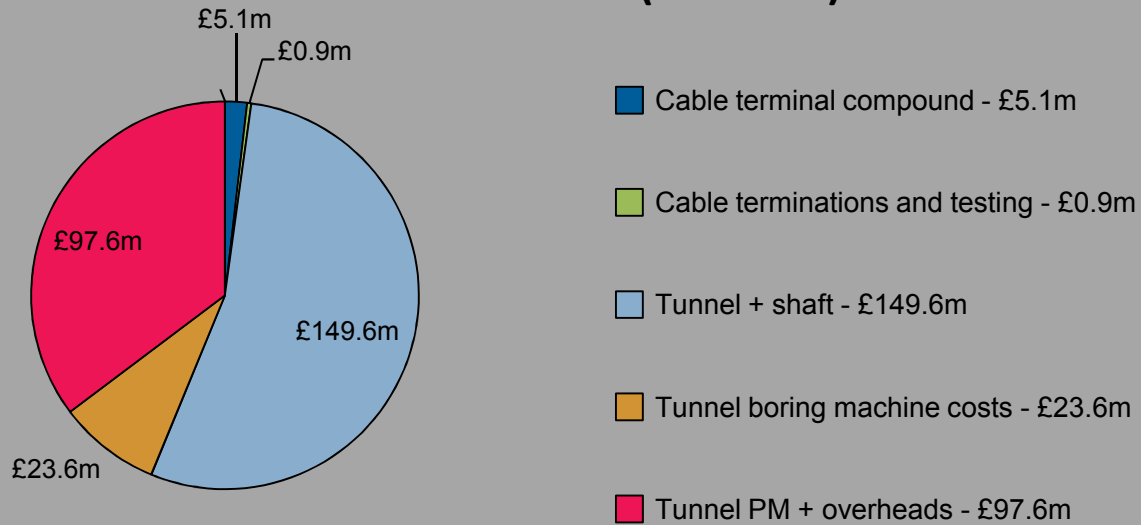 £5.1m
£0.9m
£97.6m
£149.6m
£23.6m
Cable terminal compound - £5.1m
Cable terminations and testing - £0.9m
Tunnel + shaft - £149.6m
Tunnel boring machine costs - £23.6m
Tunnel PM + overheads - £97.6m